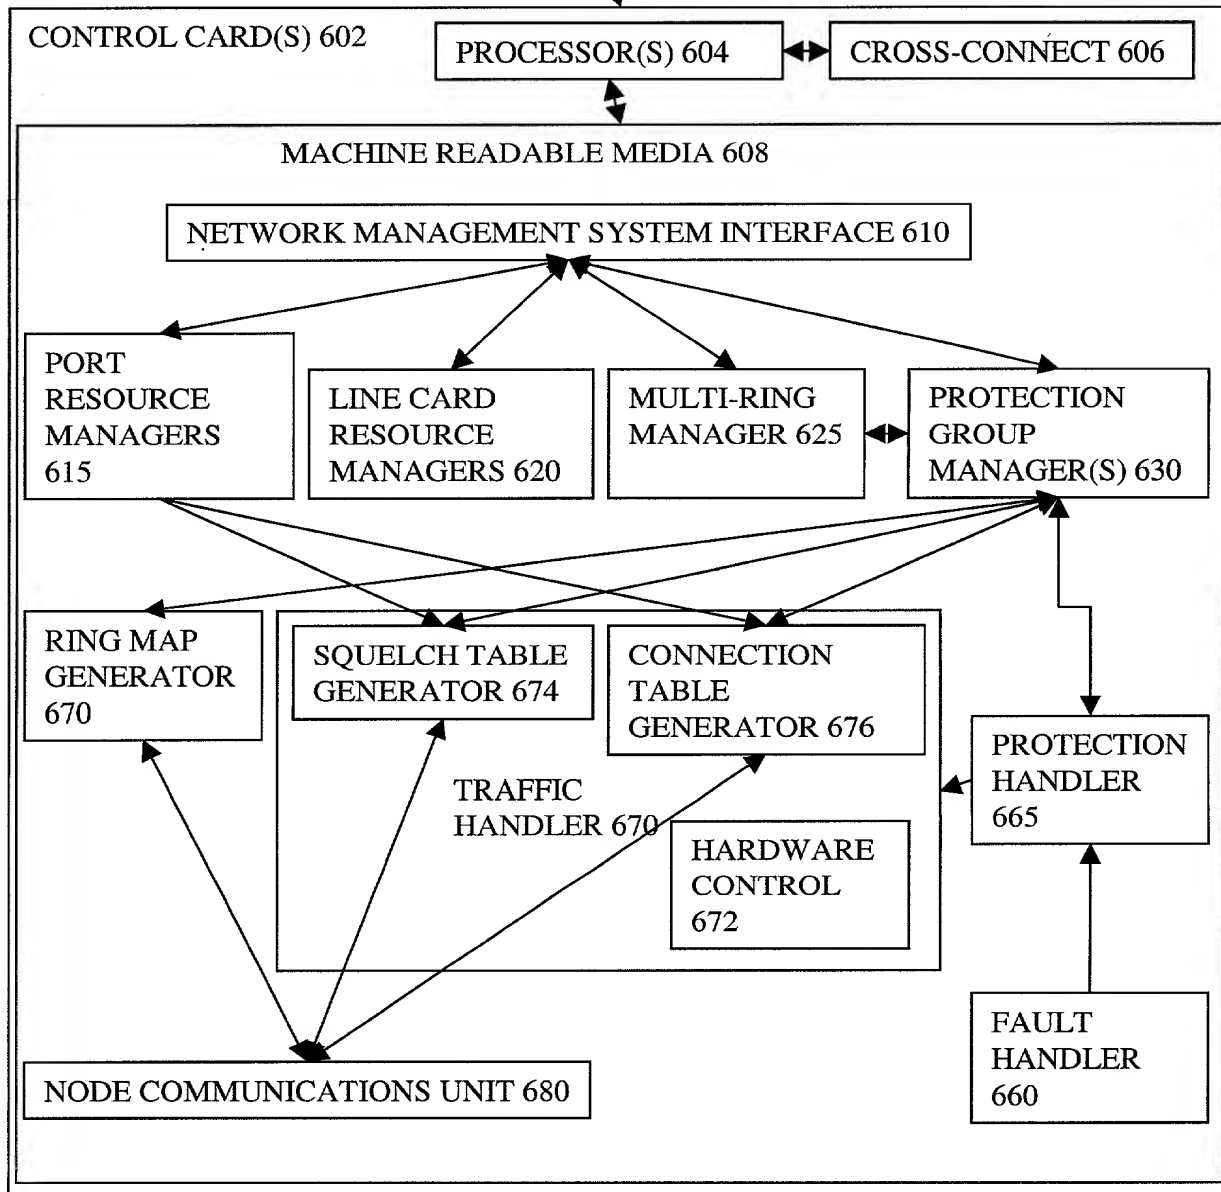 CONTROL CARD(S) 602
PROCESSOR(S) 604
CROSS-CONNECT 606
MACHINE READABLE MEDIA 608
NETWORK MANAGEMENT SYSTEM INTERFACE 610
PORT
RESOURCE
MANAGERS
615
LINE CARD
RESOURCE
MANAGERS 620
MULTI-RING
MANAGER 625
PROTECTION
GROUP
MANAGER(S) 630
RING MAP
GENERATOR
670
SQUELCH TABLE
GENERATOR 674
CONNECTION
TABLE
GENERATOR 676
PROTECTION
HANDLER
665
TRAFFIC
HANDLER 670
HARDWARE
CONTROL
672
FAULT
HANDLER
660
NODE COMMUNICATIONS UNIT 680